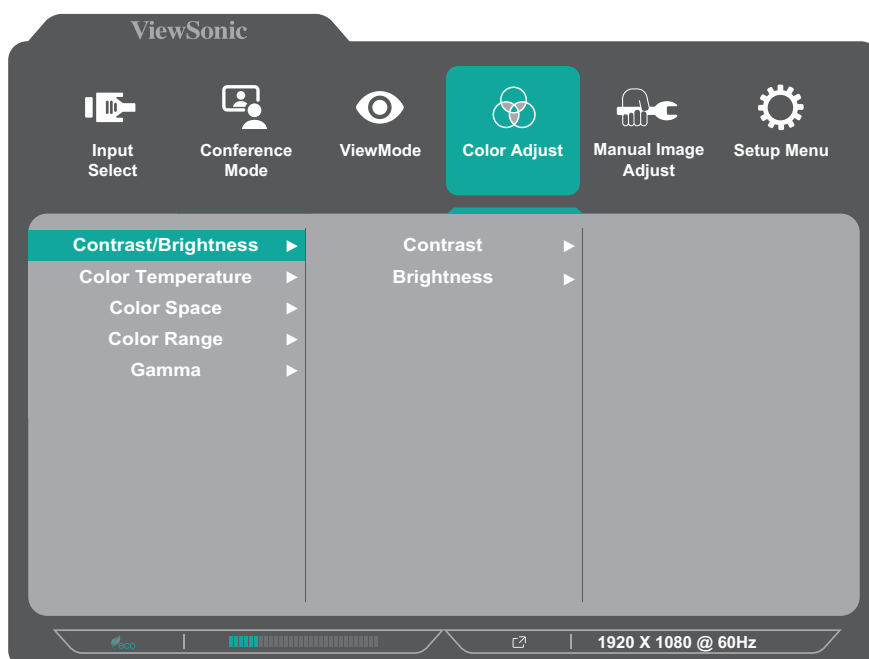 ViewSonic
Input
Select
Conference
Mode
ViewMode
Color Adjust
Manual Image
Adjust
Setup Menu
Contrast/Brightness
Color Temperature
Color Space
Color Range
Gamma
Contrast
Brightness
eco
1920 X 1080 @ 60Hz